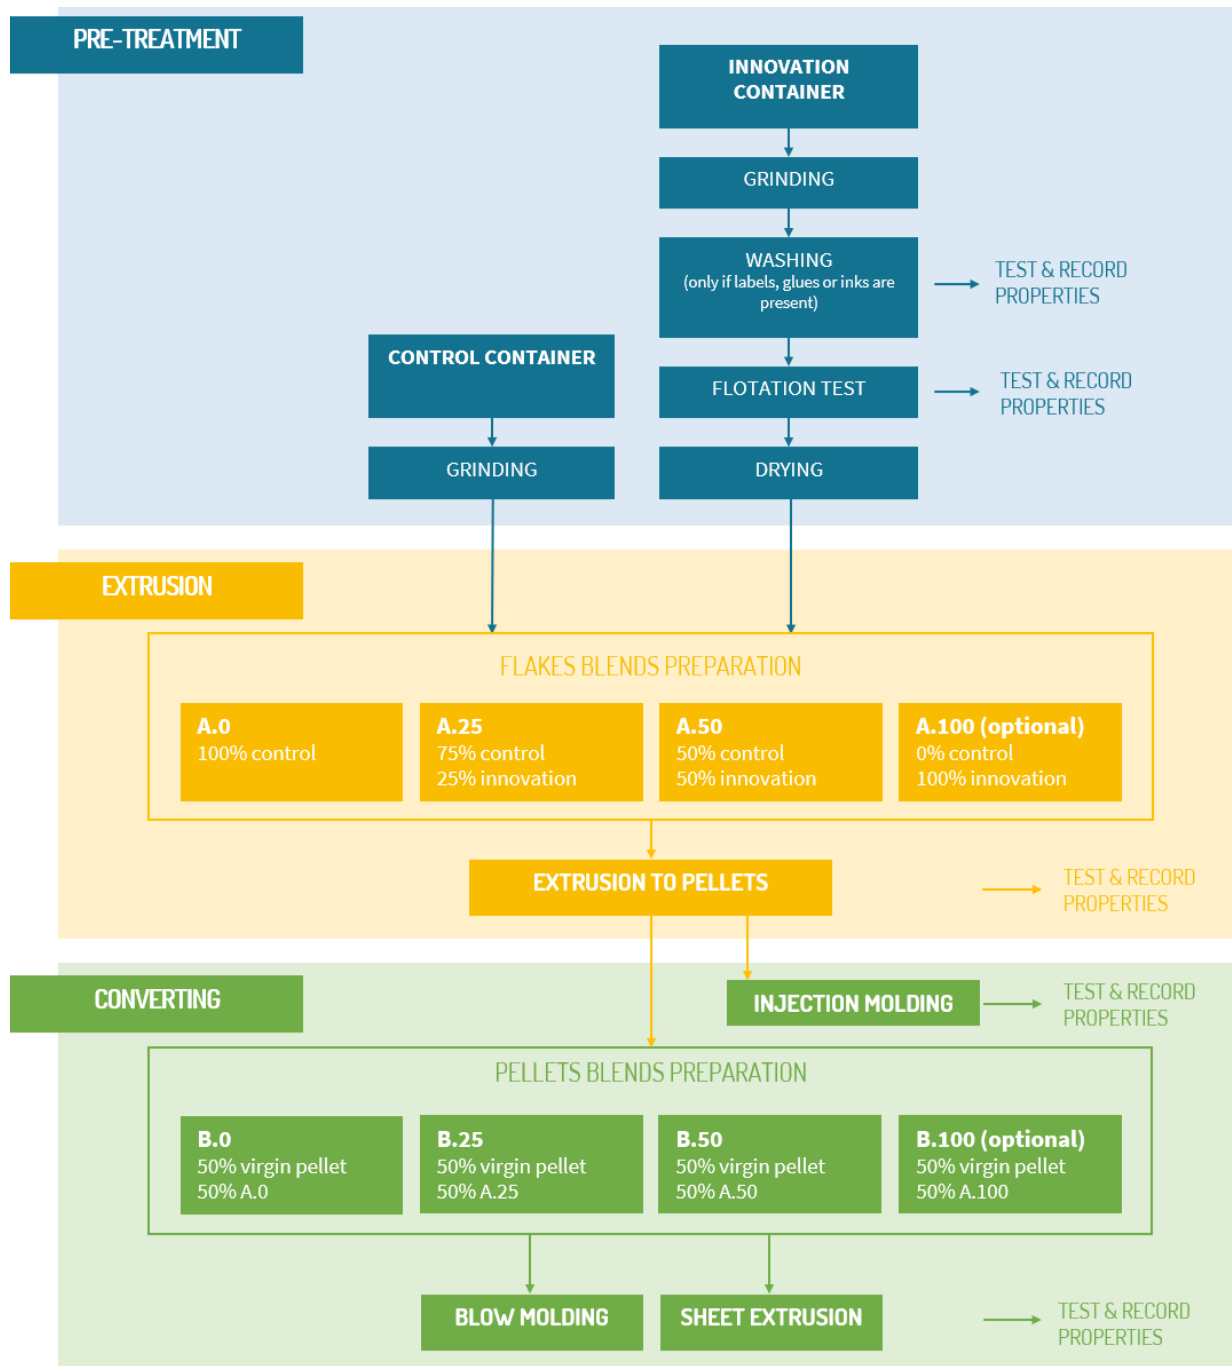 PRE-TREATMENT
INNOVATION
CONTAINER
GRINDING
WASHING
(only if labels, glues or inks are
present)
TEST & RECORD
PROPERTIES
CONTROL CONTAINER
FLOTATION TEST
TEST & RECORD
PROPERTIES
GRINDING
DRYING
EXTRUSION
FLAKES BLENDS PREPARATION
A.0
100% control
A.25
75% control
25% innovation
A.50
50% control
50% innovation
A.100 (optional)
0% control
100% innovation
EXTRUSION TO PELLETS
TEST & RECORD
PROPERTIES
CONVERTING
INJECTION MOLDING
TEST & RECORD
PROPERTIES
PELLETS BLENDS PREPARATION
B.0
50% virgin pellet
50% A.0
B.25
50% virgin pellet
50% A.25
B.50
50% virgin pellet
50% A.50
B.100 (optional)
50% virgin pellet
50% A.100
BLOW MOLDING
SHEET EXTRUSION
TEST & RECORD
PROPERTIES